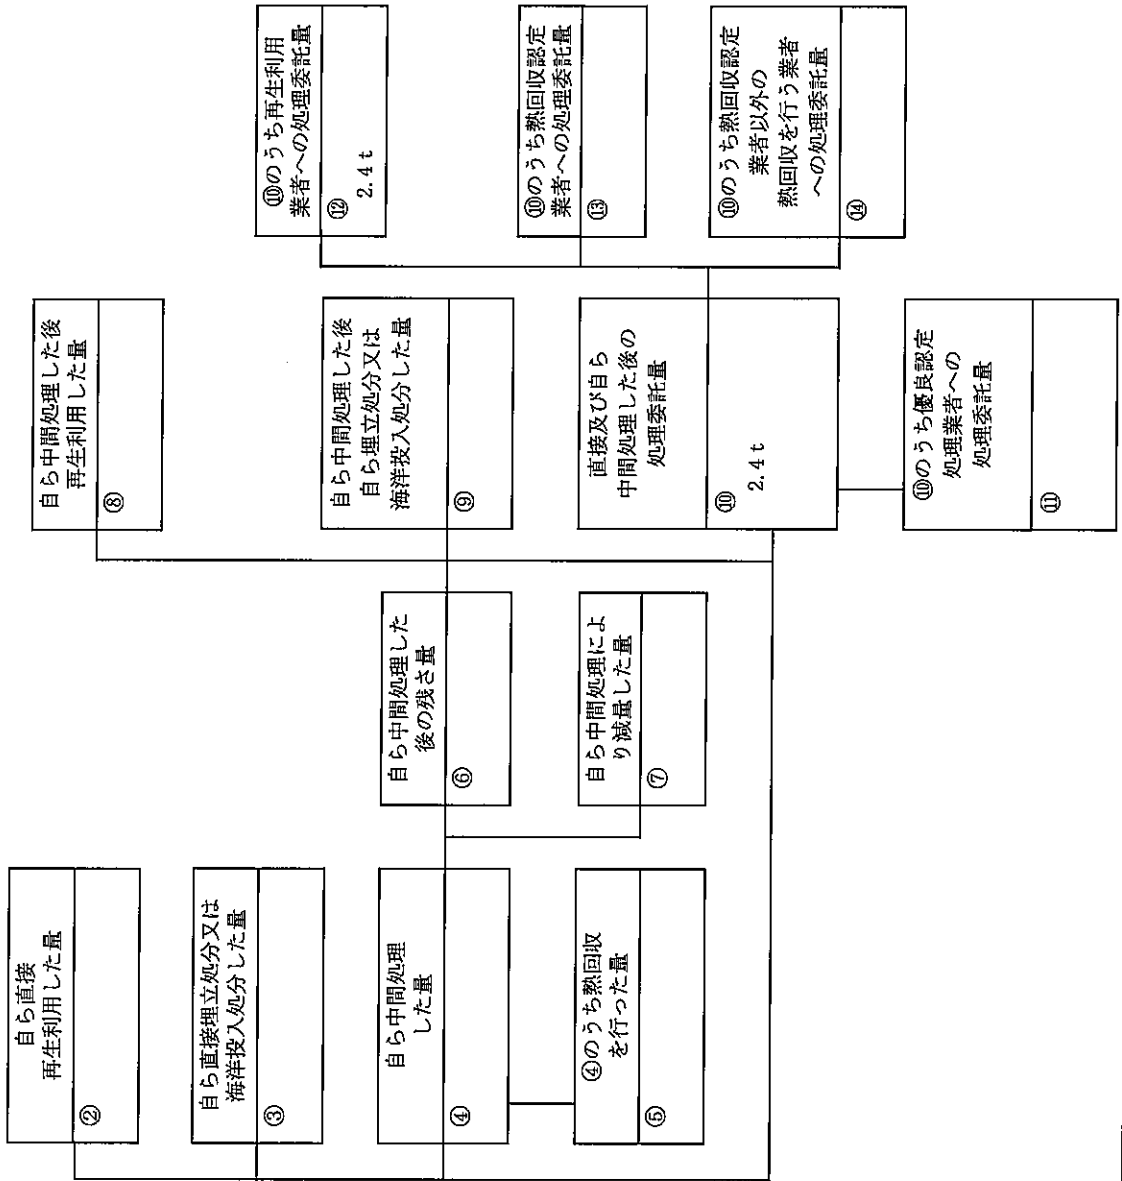 自ら直接
再生利用した量
②
自ら直接埋立処分又は
海洋投入処分した量
③
自ら中間処理
した量
④
④のうち熱回収
を行った量
⑤
自ら中間処理した
後の残さ量
⑥
自ら中間処理によ
り減量した量
⑦
自ら中間処理した後
再生利用した量
⑧
自ら中間処理した後
自ら埋立処分又は
海洋投入処分した量
⑨
直接及び自ら
中間処理した後の
処理委託量
⑩
2.4t
⑩のうち優良認定
処理業者への
処理委託量
⑪
⑩のうち再生利用
業者への処理委託量
⑫
2.4t
⑩のうち熱回収認定
業者への処理委託量
⑬
⑩のうち熱回収認定
業者以外の
熱回収を行う業者
への処理委託量
⑭